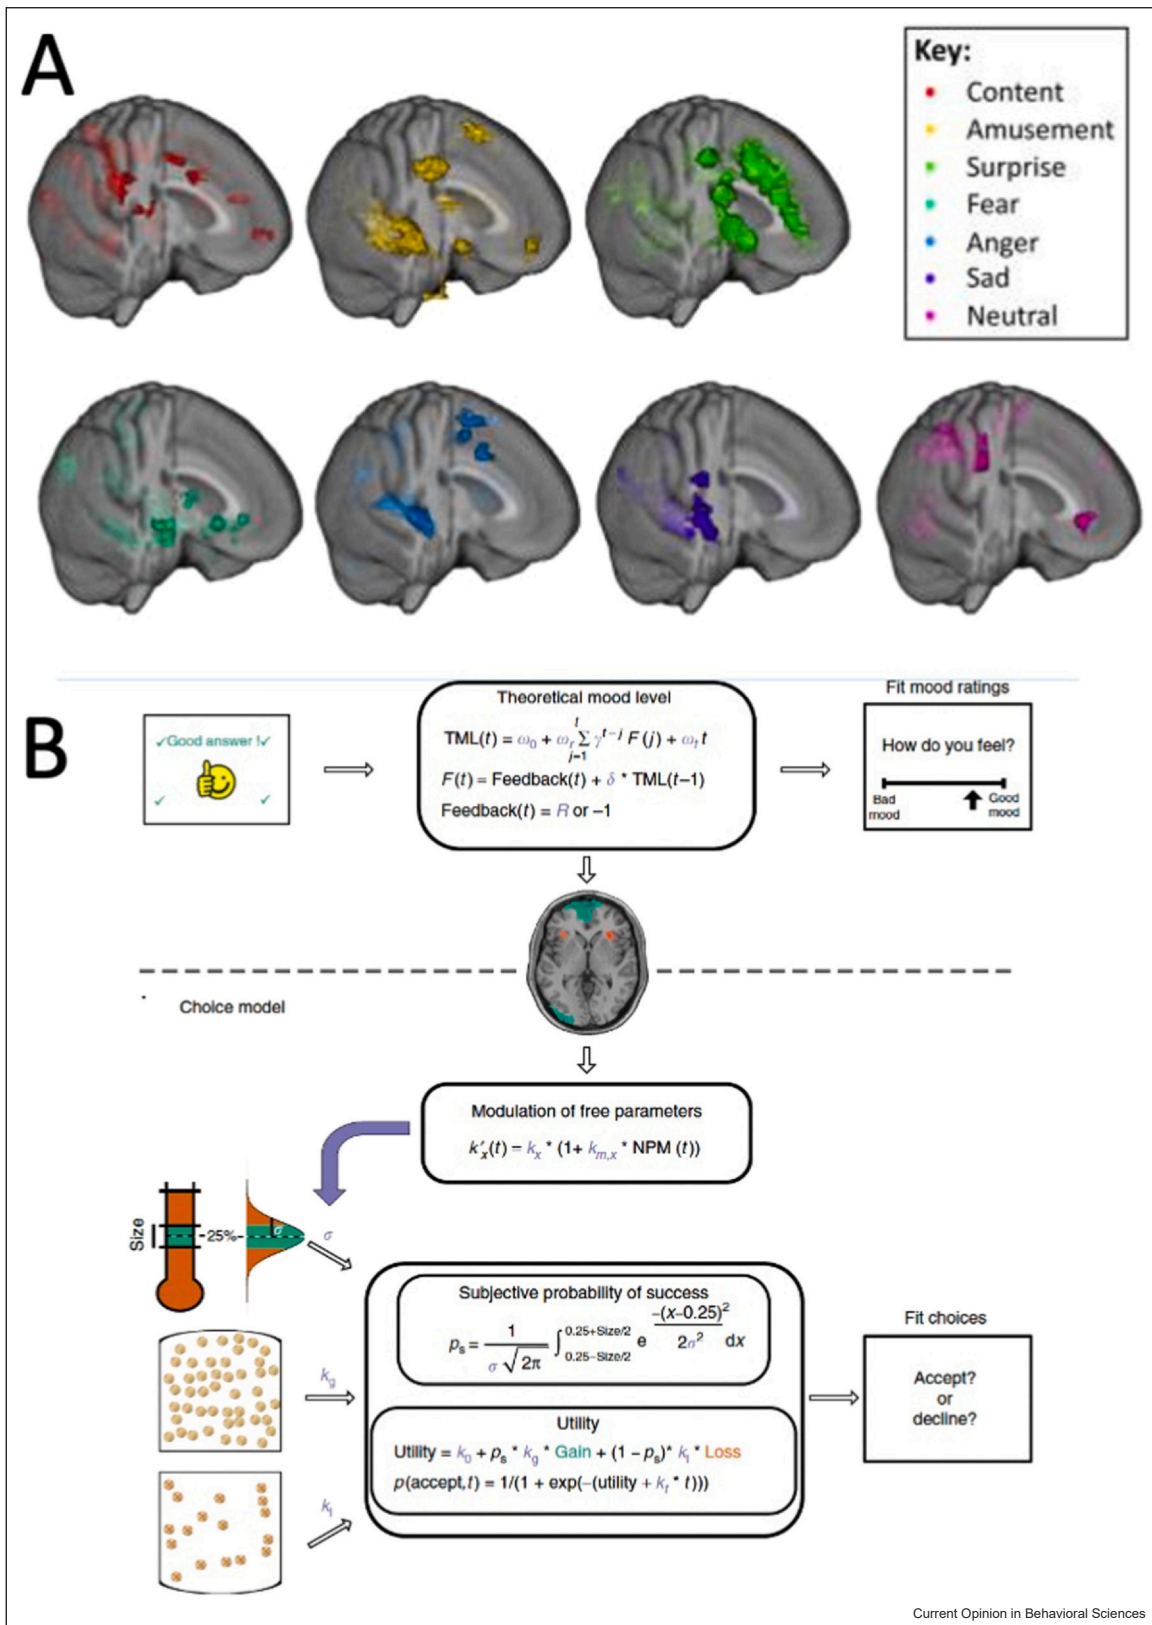 A
Key:
Content
Amusement
Surprise
Fear
Anger
Sad
Neutral
B
✓Good answer !✓
✓ ✓
Theoretical mood level
TML(t) = ω₀ + ωᵣ ∑ⱼ₌₁ᵗ γᵗ⁻ʲ F(j) + ωₜ t
F(t) = Feedback(t) + δ * TML(t–1)
Feedback(t) = R or –1
Fit mood ratings
How do you feel?
Bad mood
Good mood
Choice model
Modulation of free parameters
k′ₓ(t) = kₓ * (1+ k_{m,x} * NPM (t))
Size
25%
σ
σ
Subjective probability of success
pₛ = 1/(σ √2π) ∫_{0.25–Size/2}^{0.25+Size/2} e –(x–0.25)²/2σ² dx
k_g
Utility
Utility = k₀ + pₛ * k_g * Gain + (1 – pₛ)* kₗ * Loss
p(accept,t) = 1/(1 + exp(–(utility + kₜ * t)))
kₗ
Fit choices
Accept?
or
decline?
Current Opinion in Behavioral Sciences